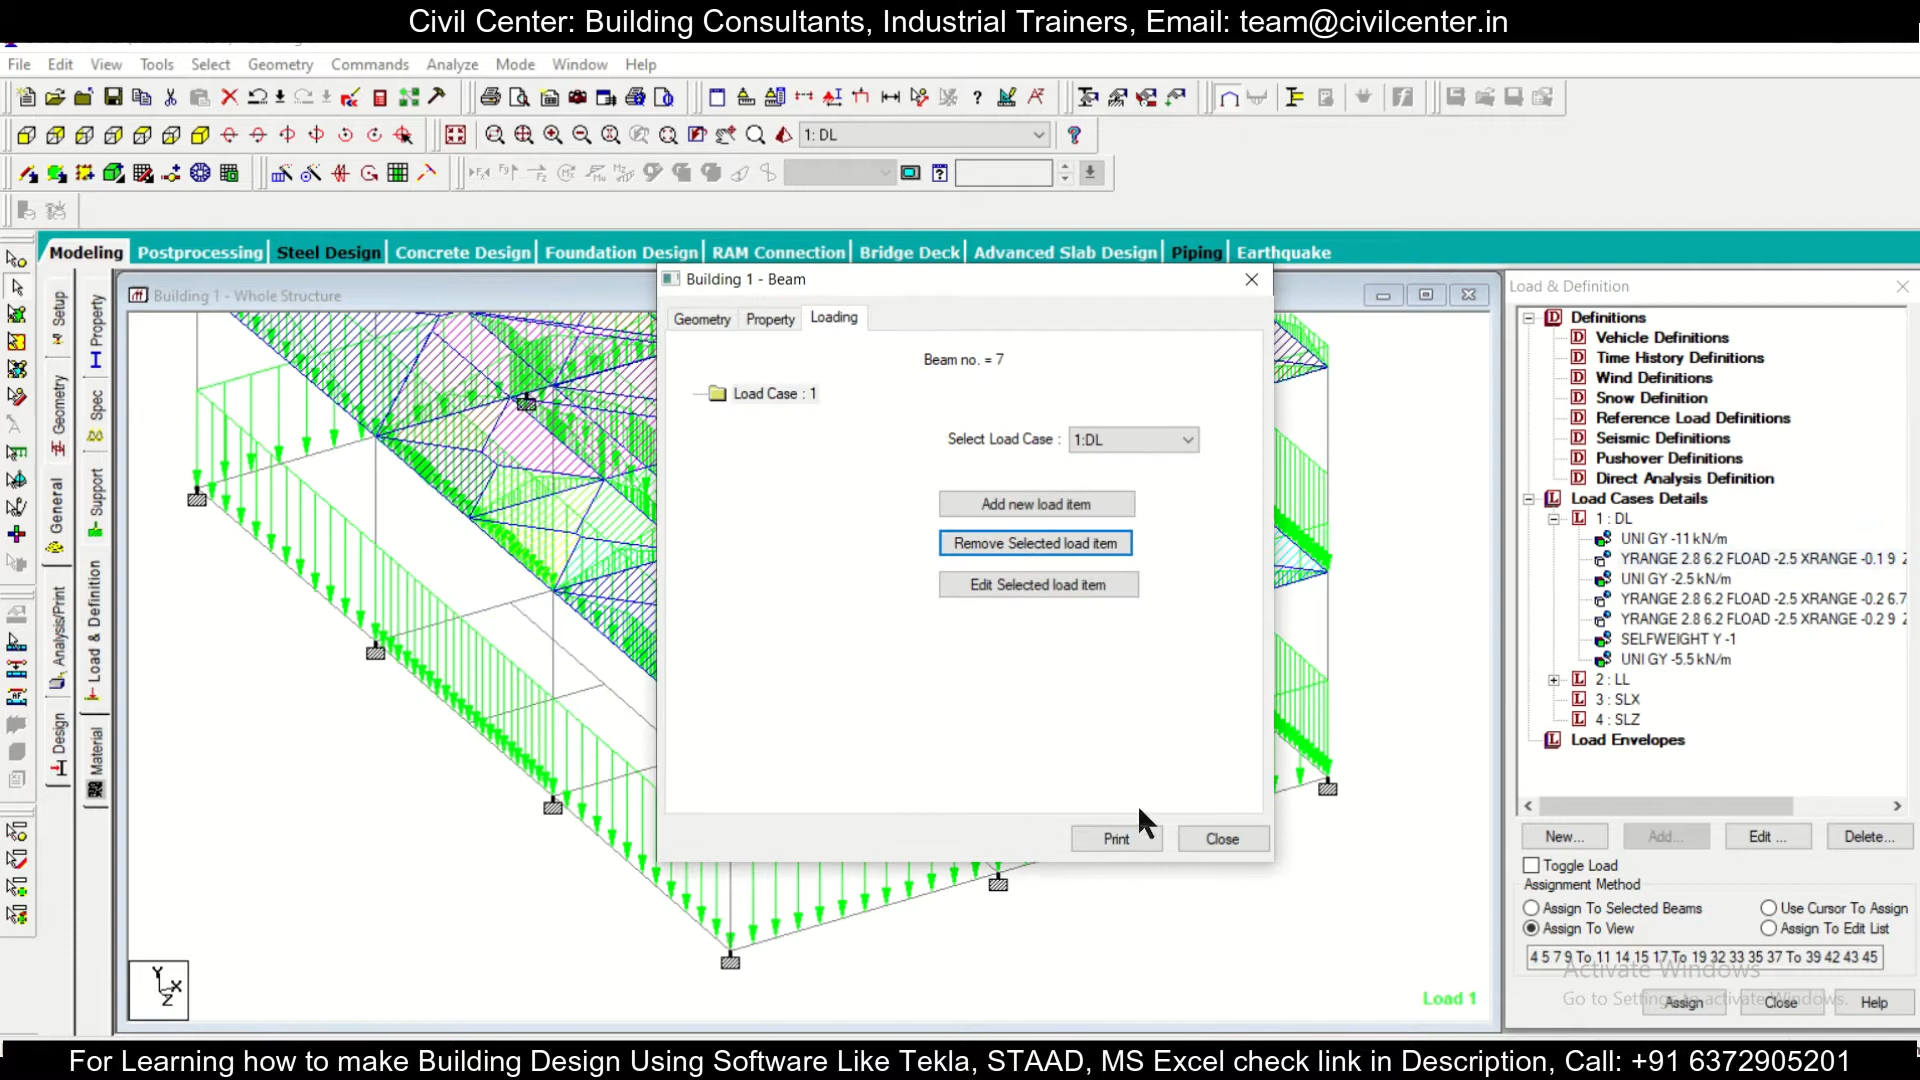 Civil Center: Building Consultants, Industrial Trainers, Email: team@civilcenter.in
File Edit View Tools Select Geometry Commands Analyze Mode Window Help
1: DL
Modeling Postprocessing Steel Design Concrete Design Foundation Design RAM Connection Bridge Deck Advanced Slab Design Piping Earthquake
Setup
Geometry
General
Analysis/Print
Design
Property
Spec
Support
Load & Definition
Material
Building 1 - Whole Structure
Building 1 - Beam
Geometry Property Loading
Beam no. = 7
Load Case : 1
Select Load Case : 1:DL
Add new load item
Remove Selected load item
Edit Selected load item
Print Close
Y
X
Z
Load 1
Load & Definition
Definitions
Vehicle Definitions
Time History Definitions
Wind Definitions
Snow Definition
Reference Load Definitions
Seismic Definitions
Pushover Definitions
Direct Analysis Definition
Load Cases Details
1 : DL
UNI GY -11 kN/m
YRANGE 2.8 6.2 FLOAD -2.5 XRANGE -0.1 9 Z
UNI GY -2.5 kN/m
YRANGE 2.8 6.2 FLOAD -2.5 XRANGE -0.2 6.7
YRANGE 2.8 6.2 FLOAD -2.5 XRANGE -0.2 9 Z
SELFWEIGHT Y -1
UNI GY -5.5 kN/m
2 : LL
3 : SLX
4 : SLZ
Load Envelopes
New... Add... Edit ... Delete...
Toggle Load
Assignment Method
Assign To Selected Beams Use Cursor To Assign
Assign To View Assign To Edit List
4 5 7 9 To 11 14 15 17 To 19 32 33 35 37 To 39 42 43 45
Activate Windows
Go to Settings to activate Windows.
Assign Close Help
For Learning how to make Building Design Using Software Like Tekla, STAAD, MS Excel check link in Description, Call: +91 6372905201